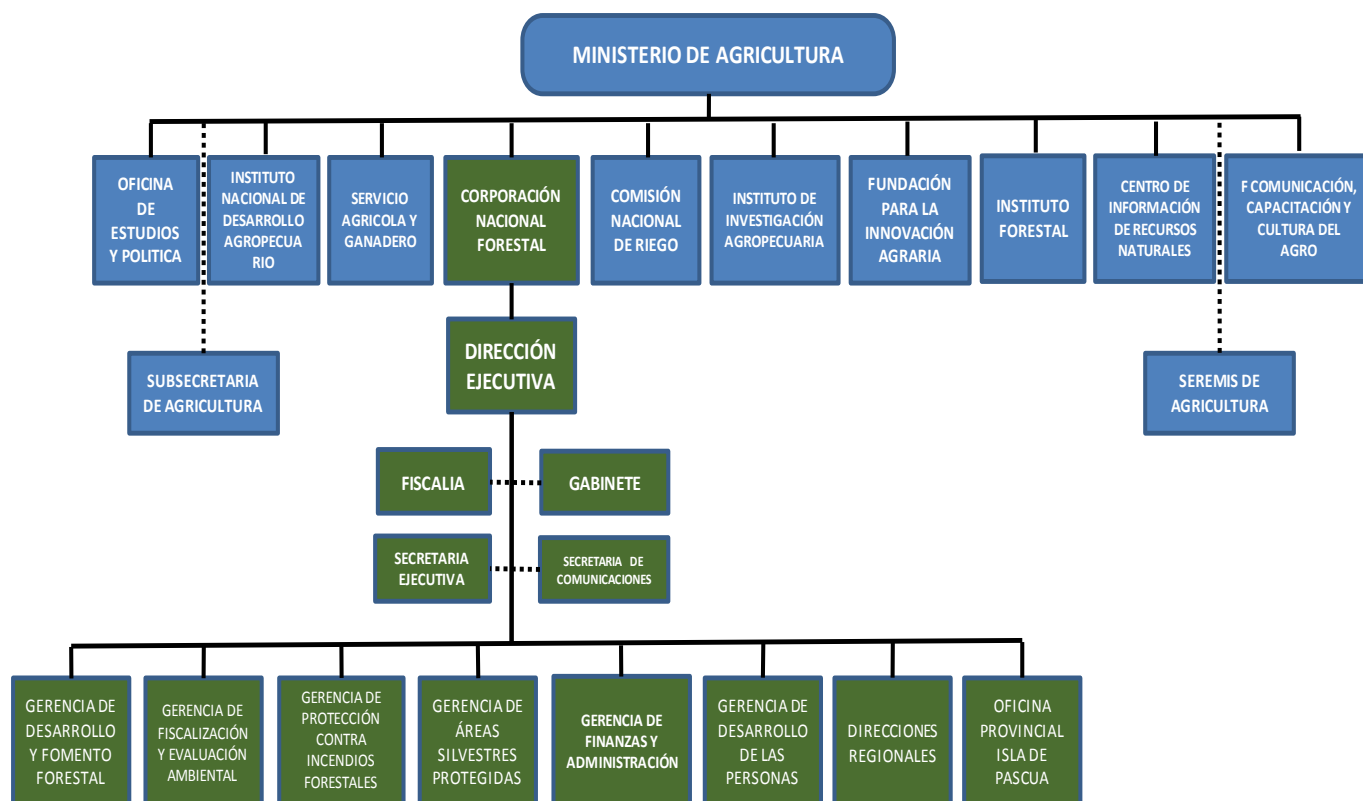 MINISTERIO DE AGRICULTURA
OFICINA
DE
ESTUDIOS
Y POLITICA
INSTITUTO
NACIONAL DE
DESARROLLO
AGROPECUA
RIO
SERVICIO
AGRICOLA Y
GANADERO
CORPORACIÓN
NACIONAL
FORESTAL
COMISIÓN
NACIONAL
DE RIEGO
INSTITUTO DE
INVESTIGACIÓN
AGROPECUARIA
FUNDACIÓN
PARA LA
INNOVACIÓN
AGRARIA
INSTITUTO
FORESTAL
CENTRO DE
INFORMACIÓN
DE RECURSOS
NATURALES
F COMUNICACIÓN,
CAPACITACIÓN Y
CULTURA DEL
AGRO
SUBSECRETARIA
DE AGRICULTURA
DIRECCIÓN
EJECUTIVA
SEREMIS DE
AGRICULTURA
FISCALIA
GABINETE
SECRETARIA
EJECUTIVA
SECRETARIA DE
COMUNICACIONES
GERENCIA DE
DESARROLLO
Y FOMENTO
FORESTAL
GERENCIA DE
FISCALIZACIÓN
Y EVALUACIÓN
AMBIENTAL
GERENCIA DE
PROTECCIÓN
CONTRA
INCENDIOS
FORESTALES
GERENCIA DE
ÁREAS
SILVESTRES
PROTEGIDAS
GERENCIA DE
FINANZAS Y
ADMINISTRACIÓN
GERENCIA DE
DESARROLLO
DE LAS
PERSONAS
DIRECCIONES
REGIONALES
OFICINA
PROVINCIAL
ISLA DE
PASCUA